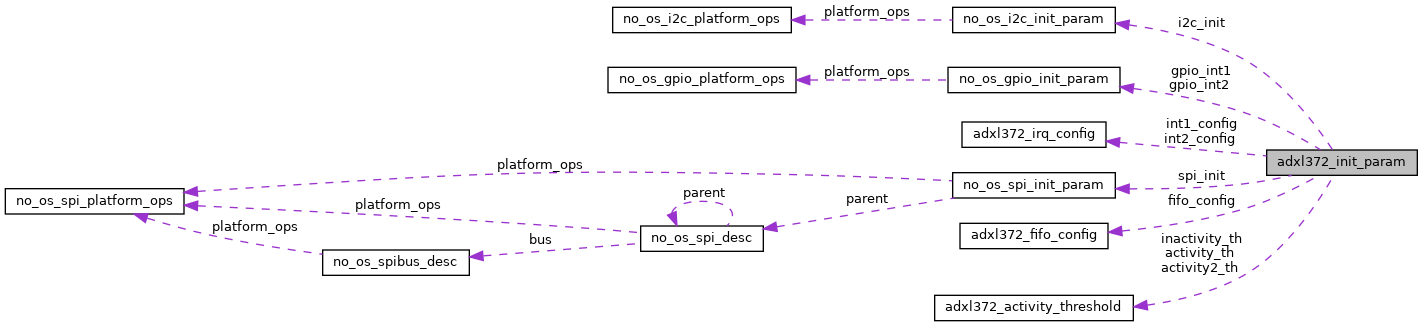 no_os_i2c_platform_ops
platform_ops
no_os_i2c_init_param
i2c_init
no_os_gpio_platform_ops
platform_ops
no_os_gpio_init_param
gpio_int1
gpio_int2
adxl372_irq_config
int1_config
int2_config
adxl372_init_param
platform_ops
no_os_spi_init_param
spi_init
no_os_spi_platform_ops
platform_ops
parent
parent
fifo_config
platform_ops
bus
no_os_spi_desc
adxl372_fifo_config
no_os_spibus_desc
inactivity_th
activity_th
activity2_th
adxl372_activity_threshold